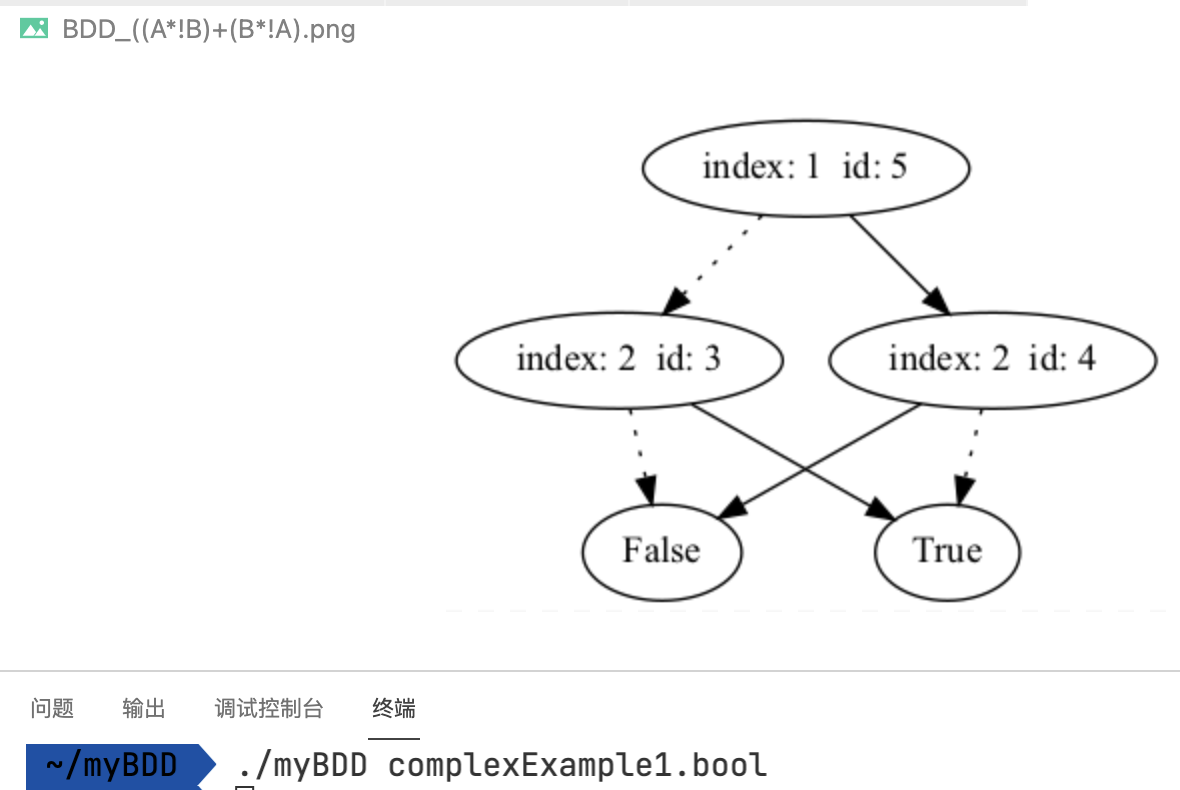 BDD_((A*!B)+(B*!A).png
index: 1 id: 5
index: 2 id: 3 index: 2 id: 4
False True
问题 输出 调试控制台 终端
~/myBDD ./myBDD complexExample1.bool